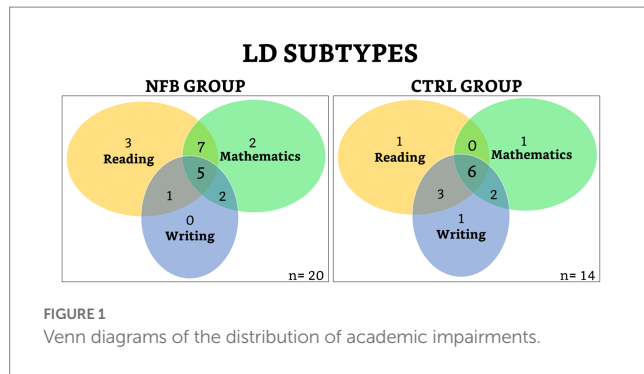 LD SUBTYPES
NFB GROUP
3
7
2
Reading
Mathematics
5
1
2
0
Writing
n= 20
CTRL GROUP
1
0
1
Reading
Mathematics
6
3
2
1
Writing
n= 14
FIGURE 1
Venn diagrams of the distribution of academic impairments.